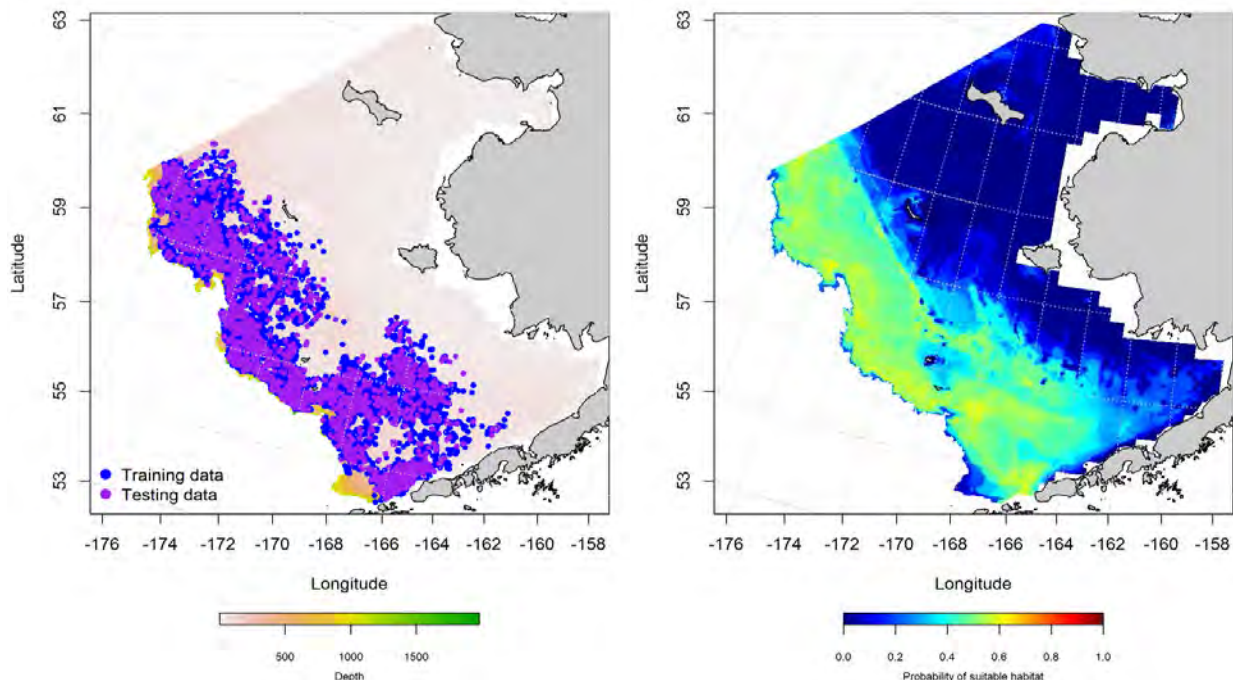 63
61
59
57
55
53
Latitude
Training data
Testing data
-176 -174 -172 -170 -168 -166 -164 -162 -160 -158
Longitude
500 1000 1500
Depth
63
61
59
57
55
53
Latitude
-176 -174 -172 -170 -168 -166 -164 -162 -160 -158
Longitude
0.0 0.2 0.4 0.6 0.8 1.0
Probability of suitable habitat